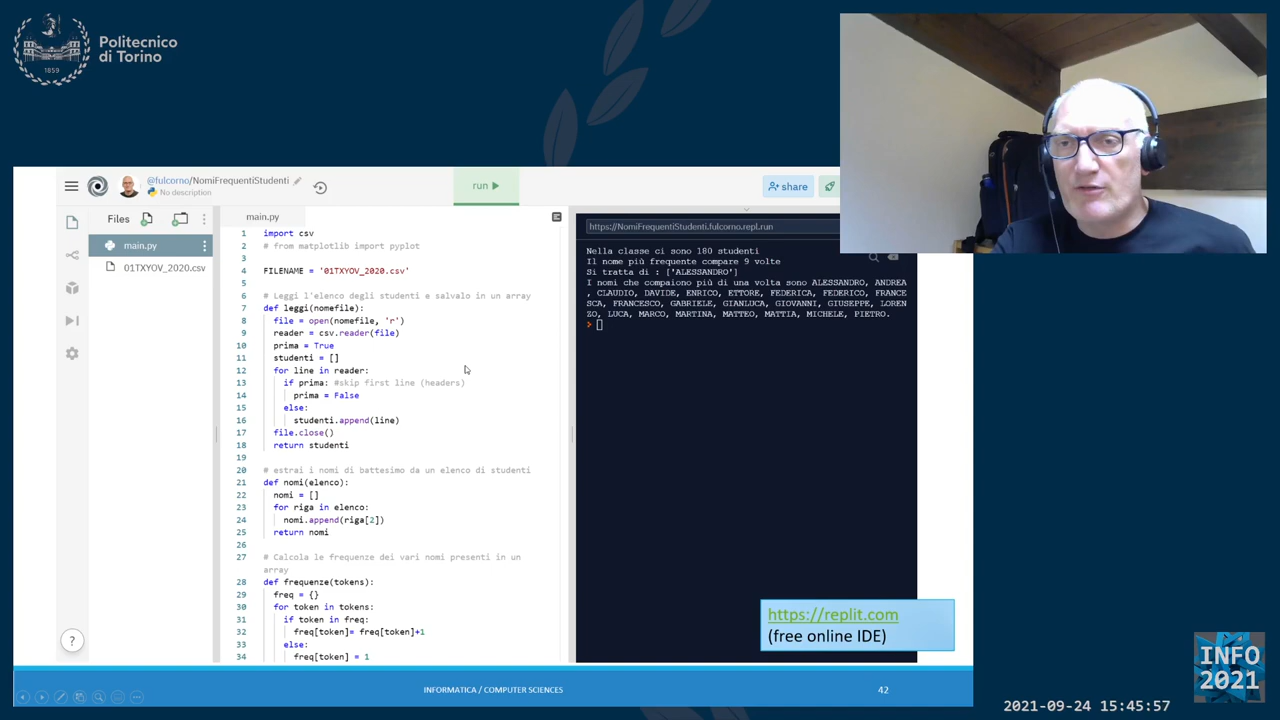 Politecnico
di Torino
1859
@fulcorno/NomiFrequentiStudenti
No description
run
share
Files
main.py
01TXYOV_2020.csv
main.py
1 import csv
2 # from matplotlib import pyplot
3
4 FILENAME = '01TXYOV_2020.csv'
5
6 # Leggi l'elenco degli studenti e salvalo in un array
7 def leggi(nomefile):
8 file = open(nomefile, 'r')
9 reader = csv.reader(file)
10 prima = True
11 studenti = []
12 for line in reader:
13 if prima: #skip first line (headers)
14 prima = False
15 else:
16 studenti.append(line)
17 file.close()
18 return studenti
19
20 # estrai i nomi di battesimo da un elenco di studenti
21 def nomi(elenco):
22 nomi = []
23 for riga in elenco:
24 nomi.append(riga[2])
25 return nomi
26
27 # Calcola le frequenze dei vari nomi presenti in un
array
28 def frequenze(tokens):
29 freq = {}
30 for token in tokens:
31 if token in freq:
32 freq[token]= freq[token]+1
33 else:
34 freq[token] = 1
https://NomiFrequentiStudenti.fulcorno.repl.run
Nella classe ci sono 180 studenti
Il nome più frequente compare 9 volte
Si tratta di : ['ALESSANDRO']
I nomi che compaiono più di una volta sono ALESSANDRO, ANDREA
, CLAUDIO, DAVIDE, ENRICO, ETTORE, FEDERICA, FEDERICO, FRANCE
SCA, FRANCESCO, GABRIELE, GIANLUCA, GIOVANNI, GIUSEPPE, LOREN
ZO, LUCA, MARCO, MARTINA, MATTEO, MATTIA, MICHELE, PIETRO.
>
https://replit.com
(free online IDE)
?
INFORMATICA / COMPUTER SCIENCES
42
INFO
2021
2021-09-24 15:45:57